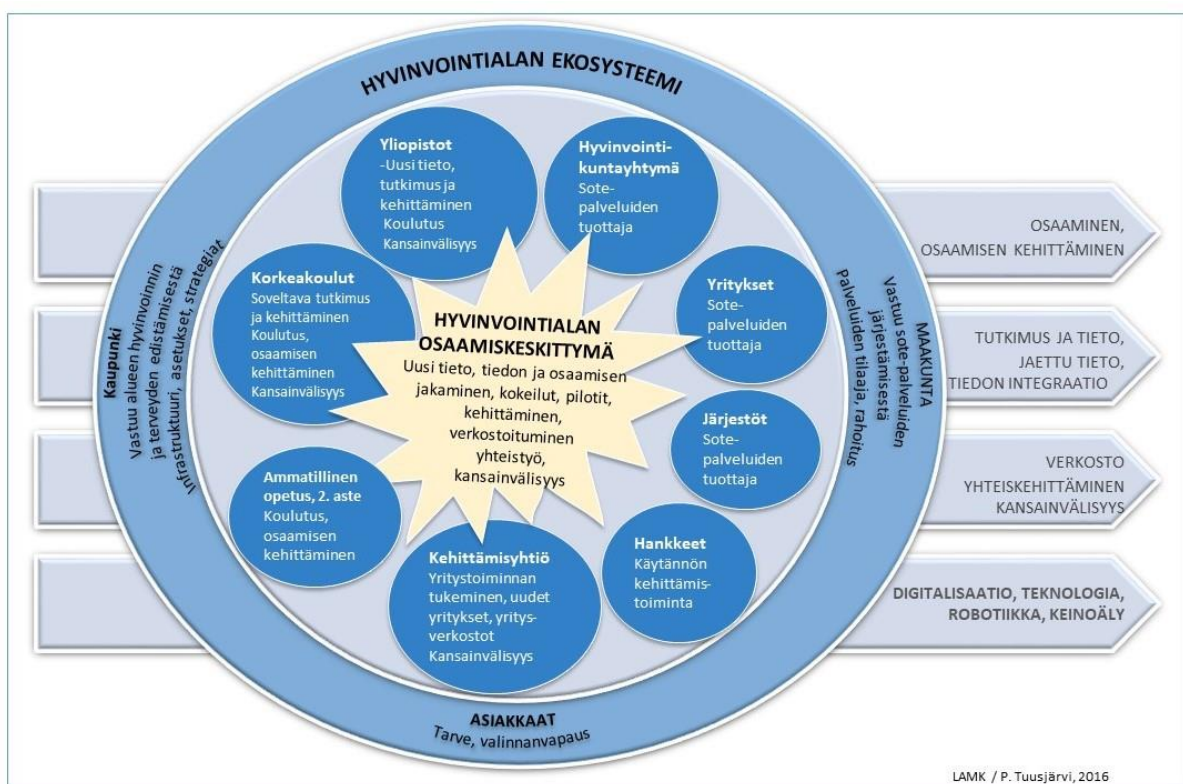 HYVINVOINTIALAN EKOSYSTEEMI
Yliopistot
-Uusi tieto,
tutkimus ja
kehittäminen
Koulutus
Kansainvälisyys
Hyvinvointi-
kuntayhtymä
Sote-
palveluiden
tuottaja
Korkeakoulut
Soveltava tutkimus
ja kehittäminen
Koulutus,
osaamisen
kehittäminen
Kansainvälisyys
Yritykset
Sote-
palveluiden
tuottaja
HYVINVOINTIALAN
OSAAMISKESKITTYMÄ
Uusi tieto, tiedon ja osaamisen
jakaminen, kokeilut, pilotit,
kehittäminen,
verkostoituminen
yhteistyö,
kansainvälisyys
Järjestöt
Sote-
palveluiden
tuottaja
Ammatillinen
opetus, 2. aste
Koulutus,
osaamisen
kehittäminen
Kehittämisyhtiö
Yritystoiminnan
tukeminen, uudet
yritykset, yritys-
verkostot
Kansainvälisyys
Hankkeet
Käytännön
kehittämis-
toiminta
Kaupunki
Vastuu alueen hyvinvoinnin
ja terveyden edistämisestä
Infrastruktuuri, asetukset, strategiat
MAAKUNTA
Vastuu sote-palveluiden
järjestämisestä
Palveluiden tilaaja, rahoitus
ASIAKKAAT
Tarve, valinnanvapaus
OSAAMINEN,
OSAAMISEN KEHITTÄMINEN
TUTKIMUS JA TIETO,
JAETTU TIETO,
TIEDON INTEGRAATIO
VERKOSTO
YHTEISKEHITTÄMINEN
KANSAINVÄLISYYS
DIGITALISAATIO, TEKNOLOGIA,
ROBOTIIKKA, KEINOÄLY
LAMK / P. Tuusjärvi, 2016